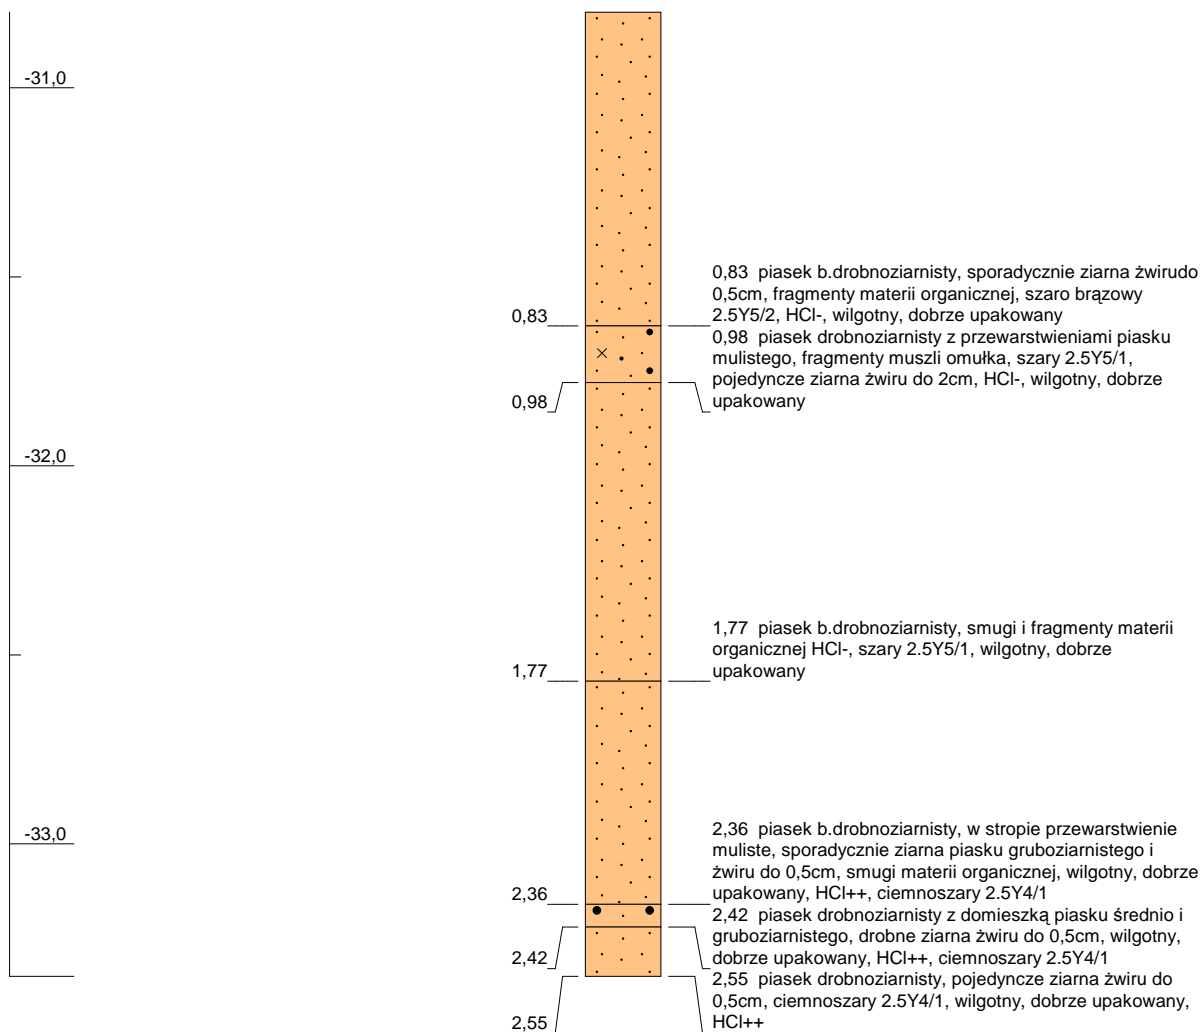 -31,0
0,83 piasek b.drobnoziarnisty, sporadycznie ziarna żwirudo
0,5cm, fragmenty materii organicznej, szaro brązowy
2.5Y5/2, HCl-, wilgotny, dobrze upakowany
0,83
0,98 piasek drobnoziarnisty z przewarstwieniami piasku
mulistego, fragmenty muszli omułka, szary 2.5Y5/1,
pojedyncze ziarna żwiru do 2cm, HCl-, wilgotny, dobrze
upakowany
0,98
-32,0
1,77 piasek b.drobnoziarnisty, smugi i fragmenty materii
organicznej HCl-, szary 2.5Y5/1, wilgotny, dobrze
upakowany
1,77
-33,0
2,36 piasek b.drobnoziarnisty, w stropie przewarstwienie
muliste, sporadycznie ziarna piasku gruboziarnistego i
żwiru do 0,5cm, smugi materii organicznej, wilgotny, dobrze
upakowany, HCl++, ciemnoszary 2.5Y4/1
2,36
2,42 piasek drobnoziarnisty z domieszką piasku średnio i
gruboziarnistego, drobne ziarna żwiru do 0,5cm, wilgotny,
dobrze upakowany, HCl++, ciemnoszary 2.5Y4/1
2,42
2,55 piasek drobnoziarnisty, pojedyncze ziarna żwiru do
0,5cm, ciemnoszary 2.5Y4/1, wilgotny, dobrze upakowany,
HCl++
2,55